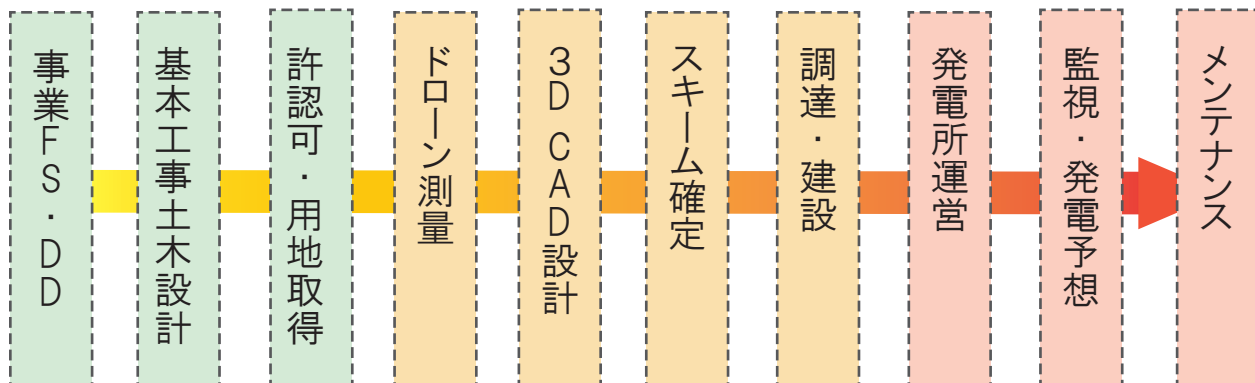 事業FS・DD
基本工事土木設計
許認可・用地取得
ドローン測量
3D CAD設計
スキーム確定
調達・建設
発電所運営
監視・発電予想
メンテナンス